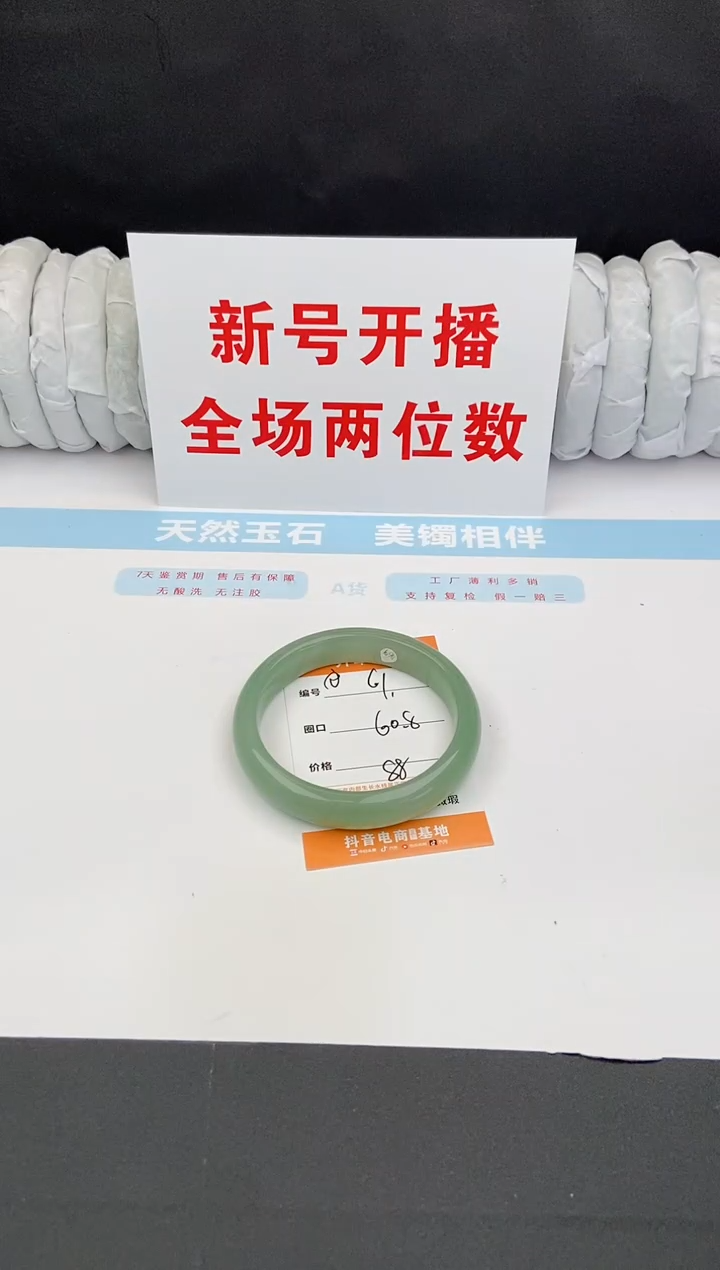 新号开播
全场两位数
天然玉石 美镯相伴
7天鉴赏期 售后有保障
无酸洗 无注胶
A货
工厂薄利多销
支持复检 假一赔三
编号 61
圈口 60.8
价格 88
瑕
抖音电商 基地